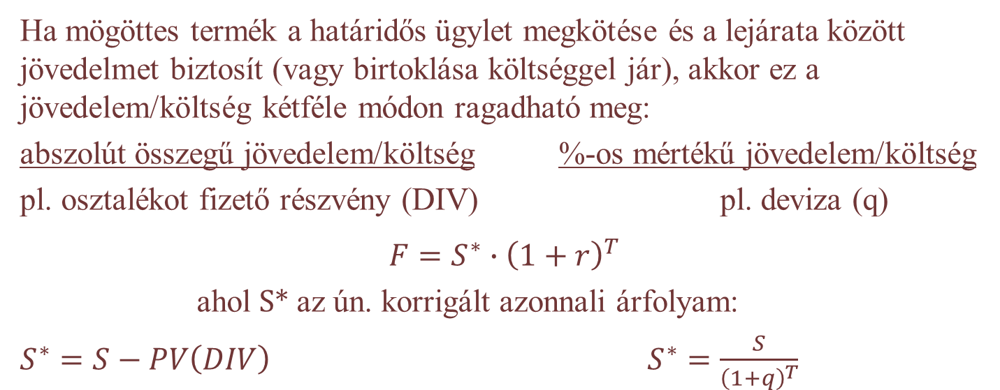 Ha mögöttes termék a határidős ügylet megkötése és a lejárata között
jövedelmet biztosít (vagy birtoklása költséggel jár), akkor ez a
jövedelem/költség kétféle módon ragadható meg:
abszolút összegű jövedelem/költség %-os mértékű jövedelem/költség
pl. osztalékot fizető részvény (DIV) pl. deviza (q)
F = S* · (1 + r)^T
ahol S* az ún. korrigált azonnali árfolyam:
S* = S − PV(DIV) S* = S/(1+q)^T